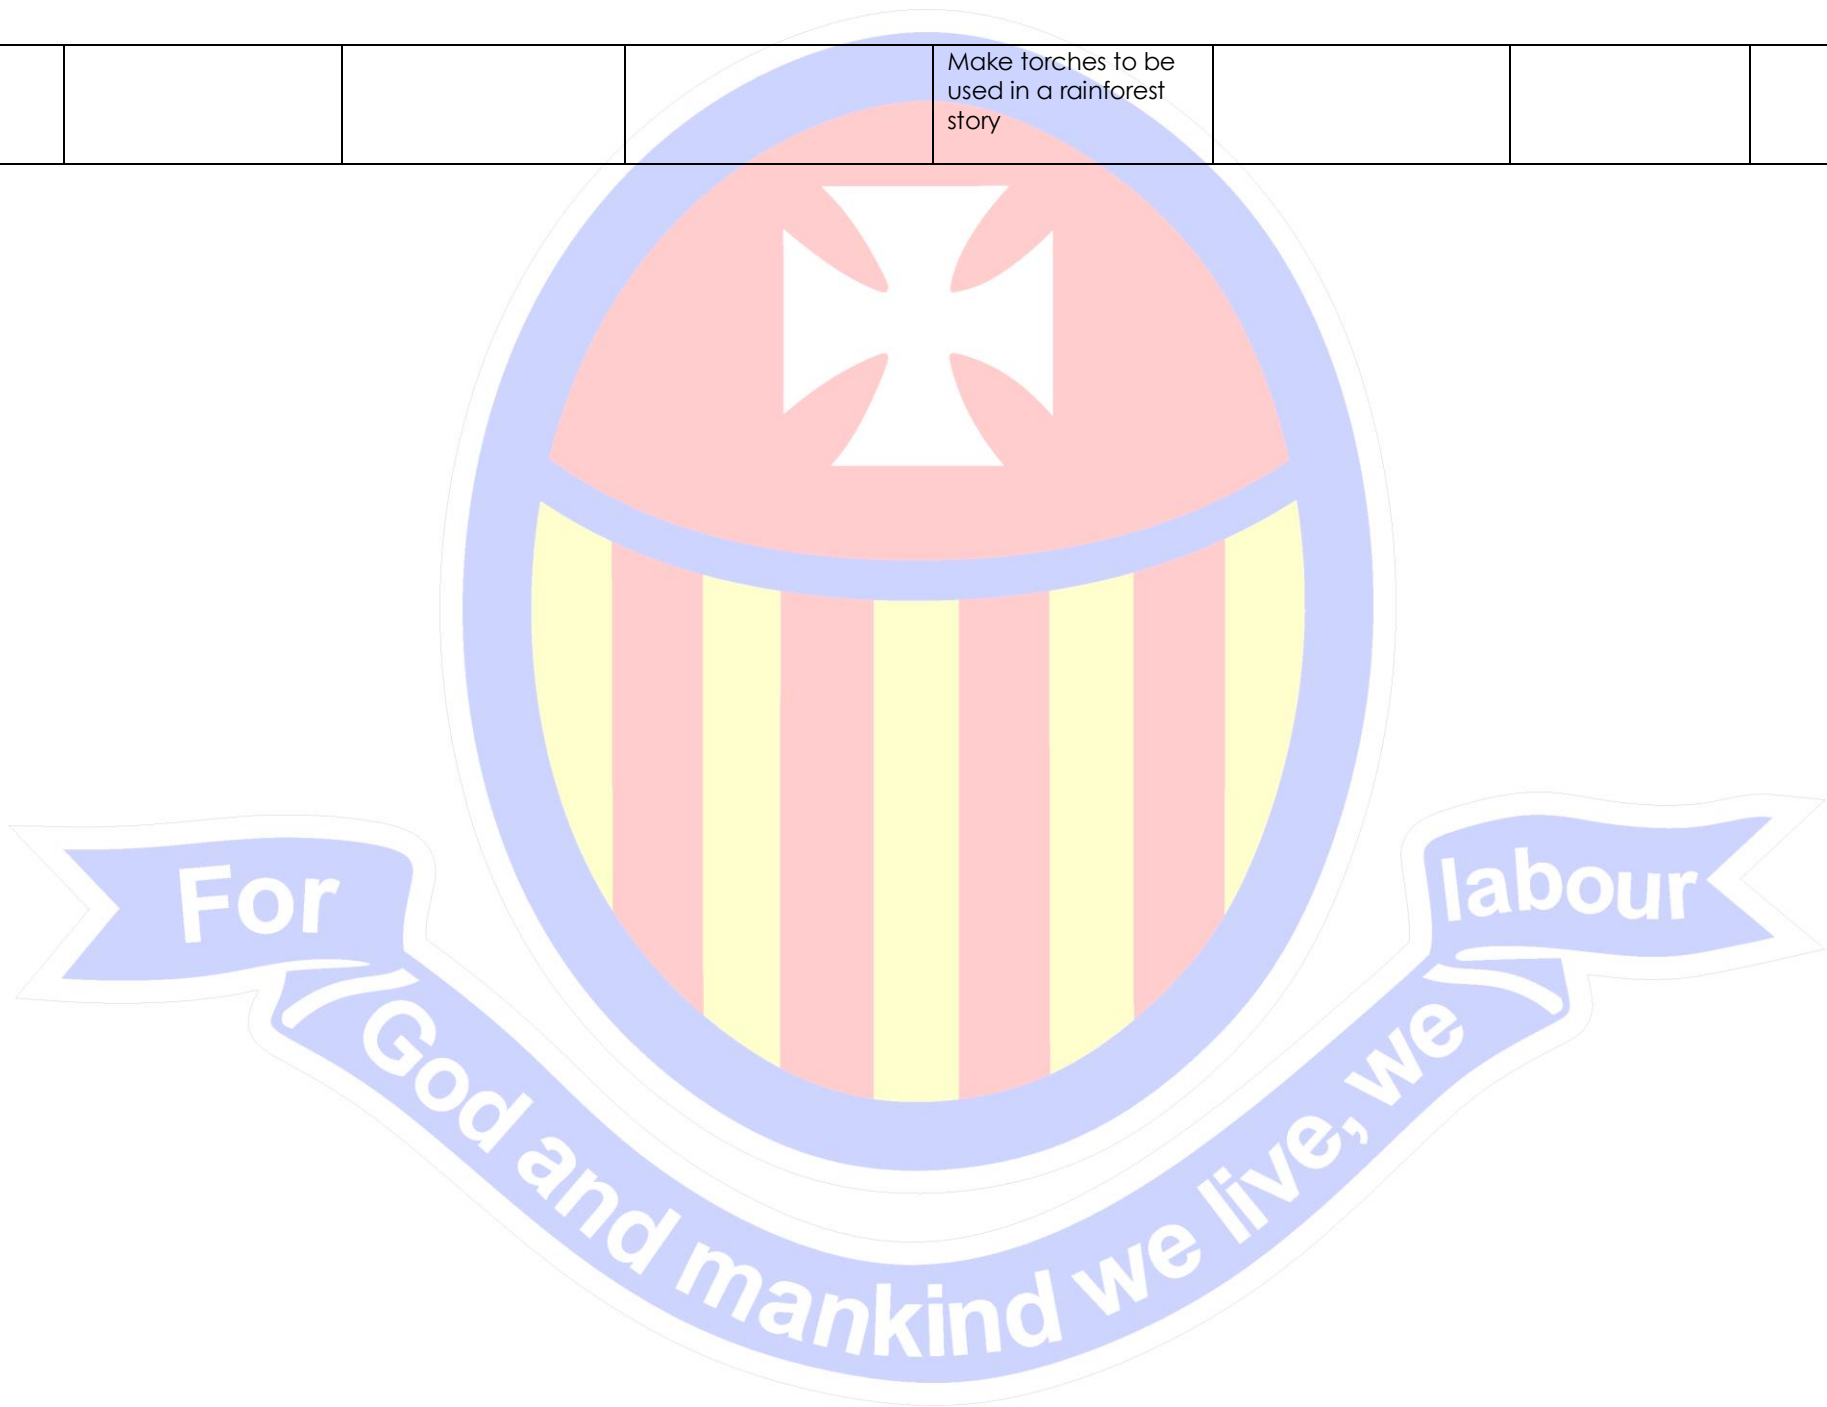 Make torches to be
used in a rainforest
story
For God and mankind we live, we labour